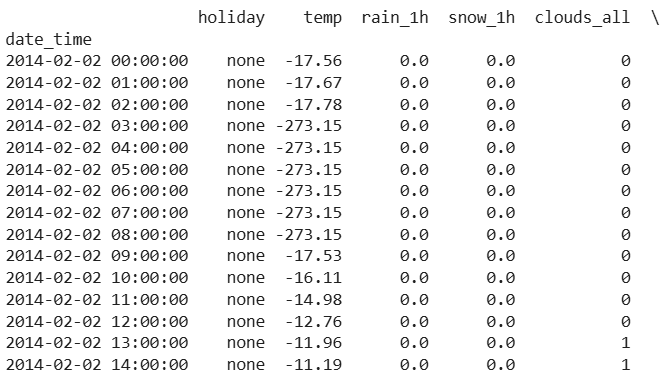 holiday temp rain_1h snow_1h clouds_all \
date_time
2014-02-02 00:00:00 none -17.56 0.0 0.0 0
2014-02-02 01:00:00 none -17.67 0.0 0.0 0
2014-02-02 02:00:00 none -17.78 0.0 0.0 0
2014-02-02 03:00:00 none -273.15 0.0 0.0 0
2014-02-02 04:00:00 none -273.15 0.0 0.0 0
2014-02-02 05:00:00 none -273.15 0.0 0.0 0
2014-02-02 06:00:00 none -273.15 0.0 0.0 0
2014-02-02 07:00:00 none -273.15 0.0 0.0 0
2014-02-02 08:00:00 none -273.15 0.0 0.0 0
2014-02-02 09:00:00 none -17.53 0.0 0.0 0
2014-02-02 10:00:00 none -16.11 0.0 0.0 0
2014-02-02 11:00:00 none -14.98 0.0 0.0 0
2014-02-02 12:00:00 none -12.76 0.0 0.0 0
2014-02-02 13:00:00 none -11.96 0.0 0.0 1
2014-02-02 14:00:00 none -11.19 0.0 0.0 1